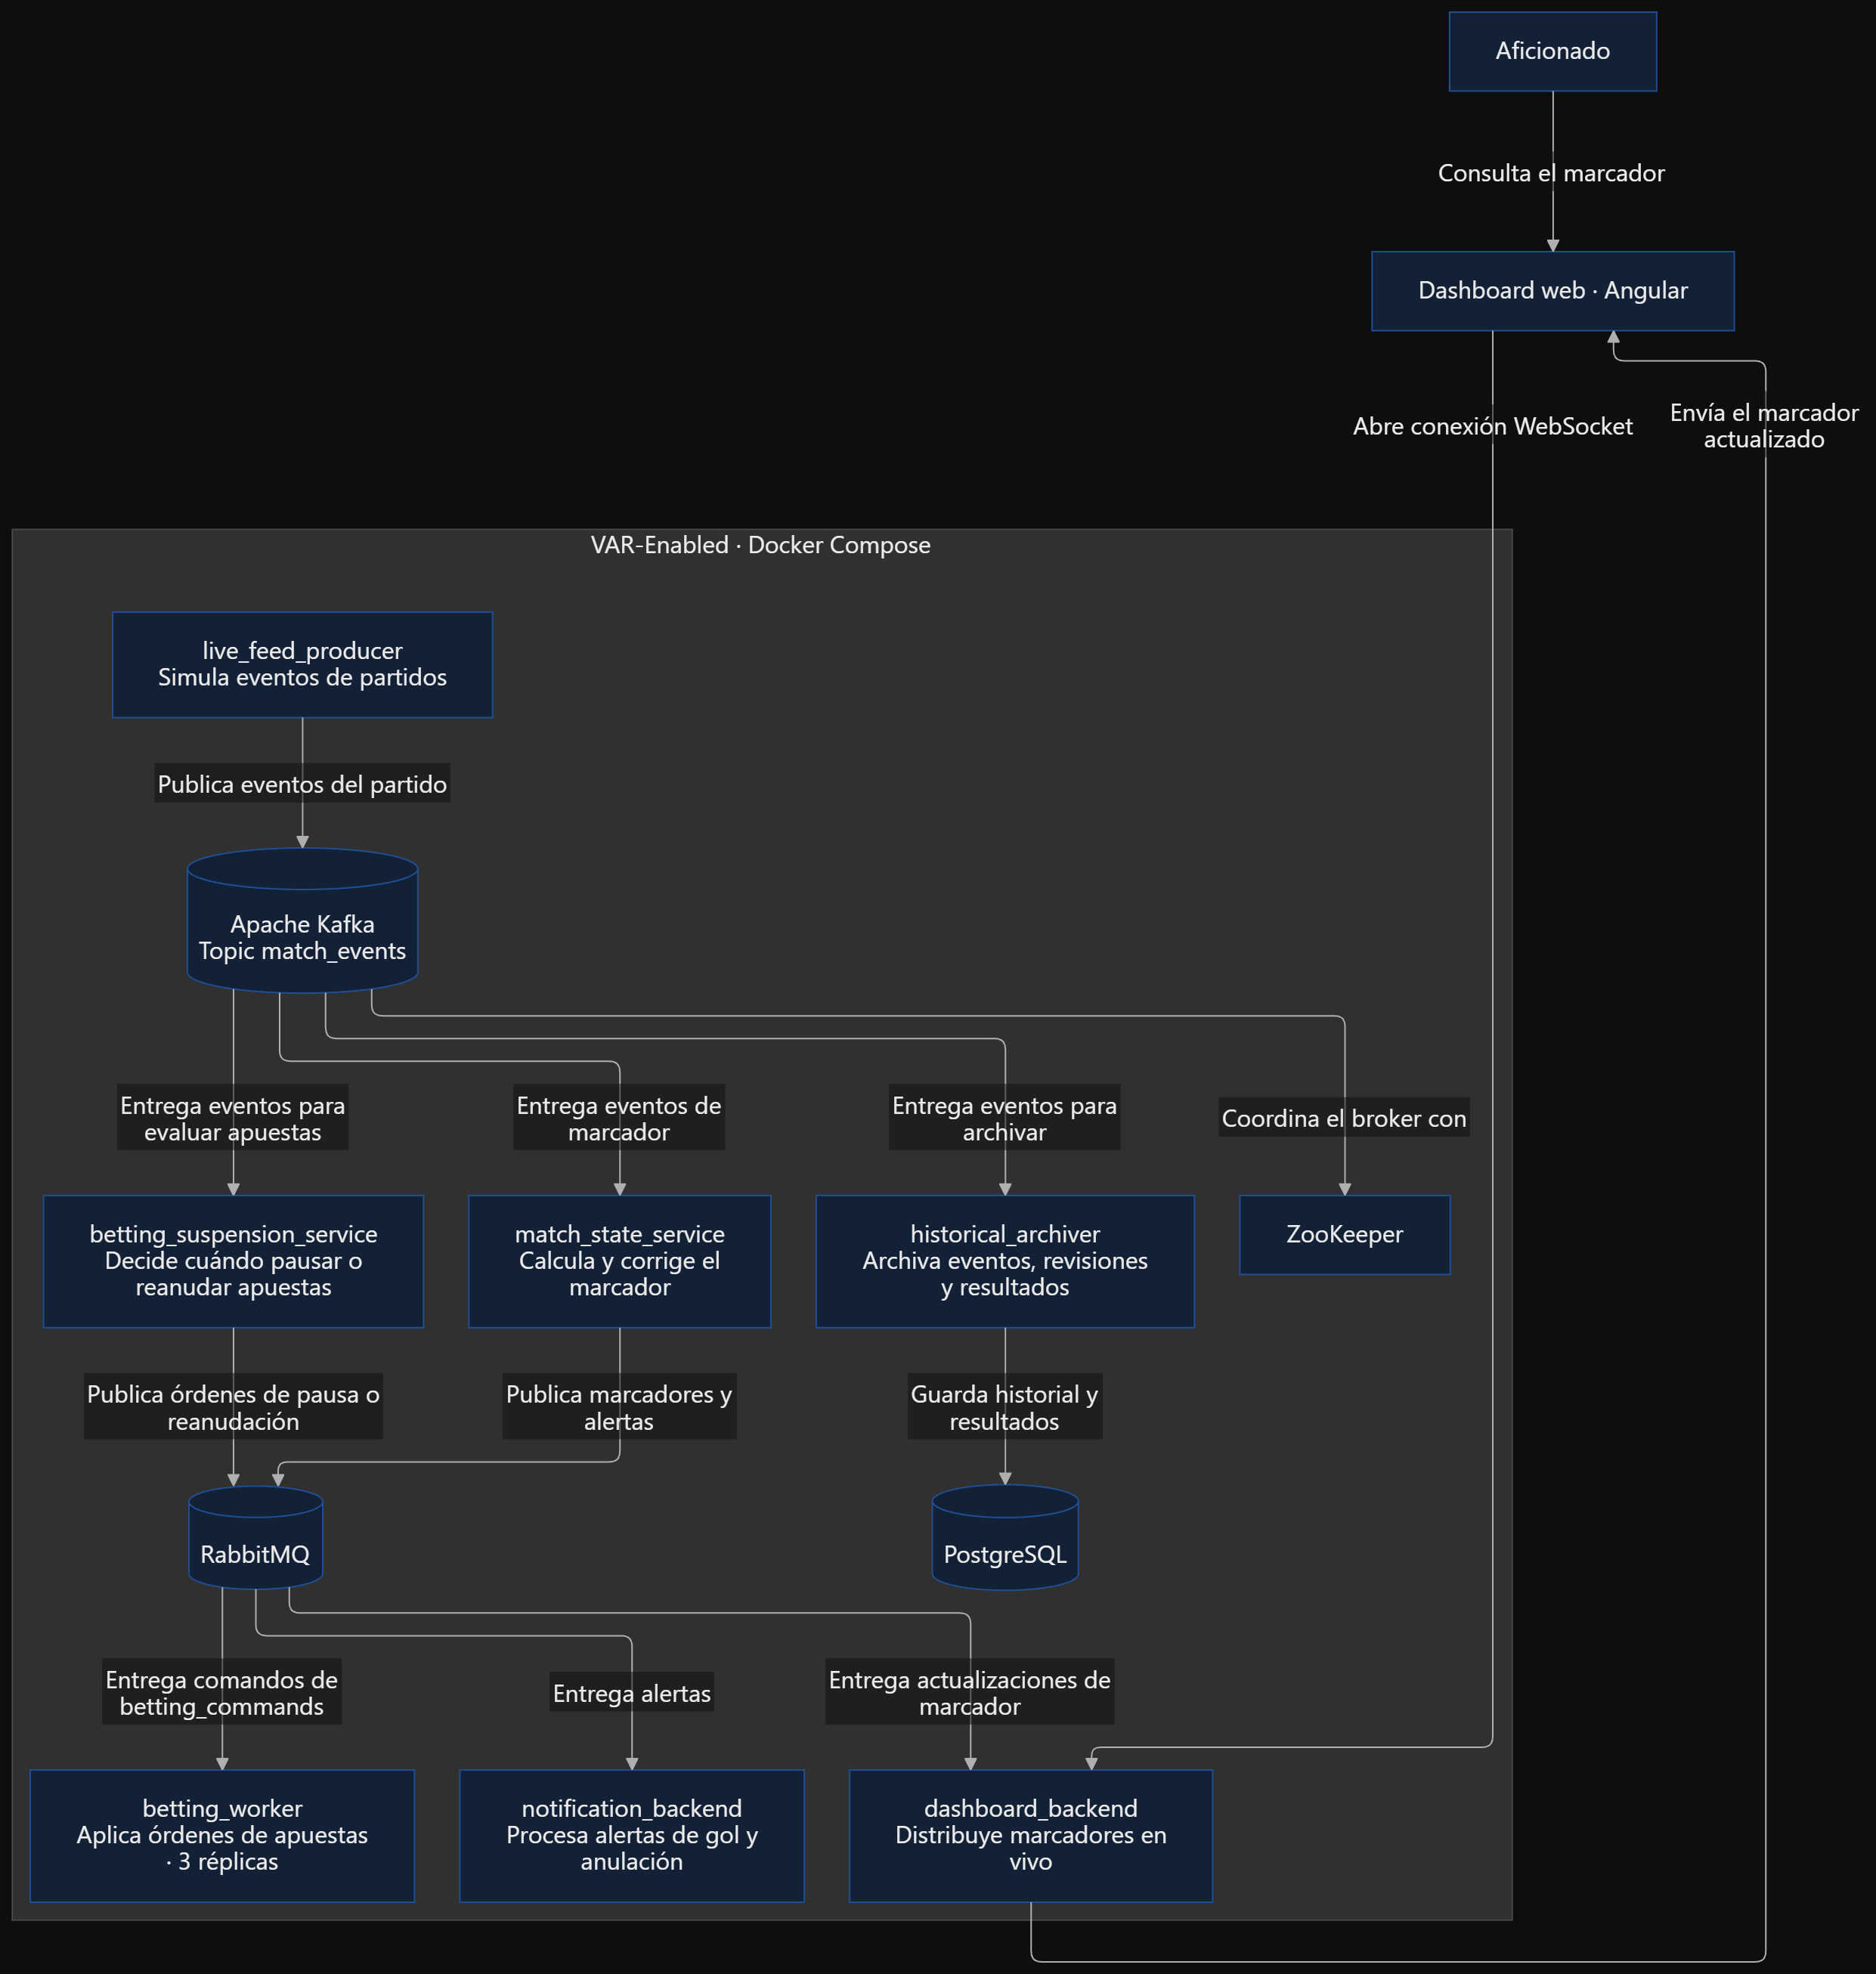 Aficionado
Consulta el marcador
Dashboard web · Angular
Abre conexión WebSocket
Envía el marcador
actualizado
VAR-Enabled · Docker Compose
live_feed_producer
Simula eventos de partidos
Publica eventos del partido
Apache Kafka
Topic match_events
Entrega eventos para
evaluar apuestas
Entrega eventos de
marcador
Entrega eventos para
archivar
Coordina el broker con
betting_suspension_service
Decide cuándo pausar o
reanudar apuestas
match_state_service
Calcula y corrige el
marcador
historical_archiver
Archiva eventos, revisiones
y resultados
ZooKeeper
Publica órdenes de pausa o
reanudación
Publica marcadores y
alertas
Guarda historial y
resultados
RabbitMQ
PostgreSQL
Entrega comandos de
betting_commands
Entrega alertas
Entrega actualizaciones de
marcador
betting_worker
Aplica órdenes de apuestas
· 3 réplicas
notification_backend
Procesa alertas de gol y
anulación
dashboard_backend
Distribuye marcadores en
vivo